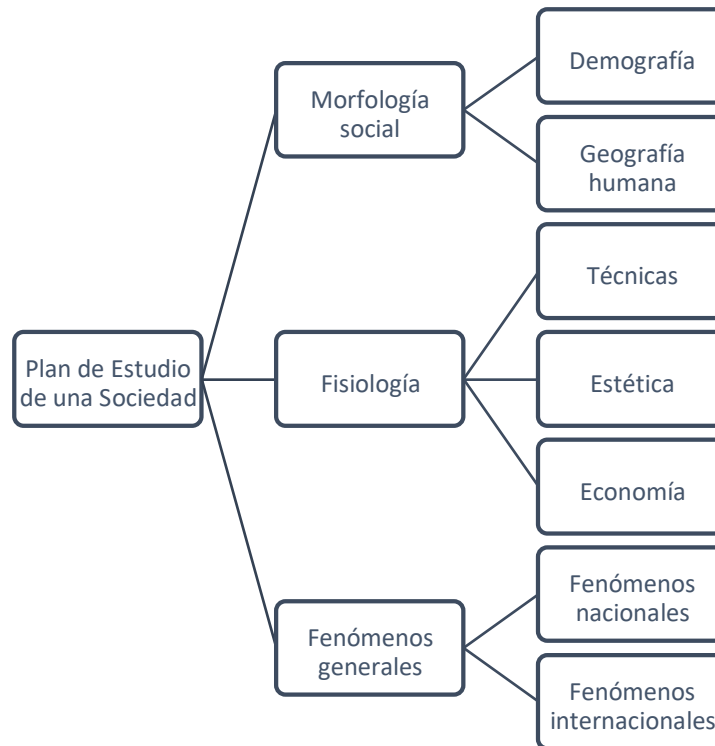 Plan de Estudio
de una Sociedad
Morfología
social
Demografía
Geografía
humana
Fisiología
Técnicas
Estética
Economía
Fenómenos
generales
Fenómenos
nacionales
Fenómenos
internacionales